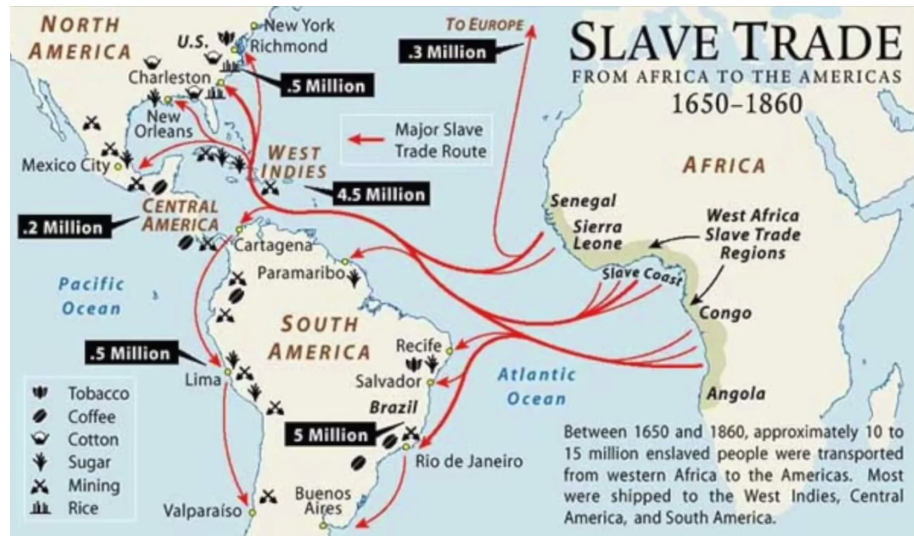 SLAVE TRADE
FROM AFRICA TO THE AMERICAS
1650–1860
NORTH
AMERICA
U.S.
New York
Richmond
Charleston
New
Orleans
Mexico City
TO EUROPE
.3 Million
.5 Million
Major Slave
Trade Route
WEST
INDIES
4.5 Million
CENTRAL
AMERICA
.2 Million
Cartagena
Paramaribo
AFRICA
Senegal
Sierra
Leone
West Africa
Slave Trade
Regions
Slave Coast
Congo
Angola
Pacific
Ocean
SOUTH
AMERICA
.5 Million
Lima
Recife
Salvador
Brazil
5 Million
Rio de Janeiro
Atlantic
Ocean
Valparaíso
Buenos
Aires
Tobacco
Coffee
Cotton
Sugar
Mining
Rice
Between 1650 and 1860, approximately 10 to
15 million enslaved people were transported
from western Africa to the Americas. Most
were shipped to the West Indies, Central
America, and South America.